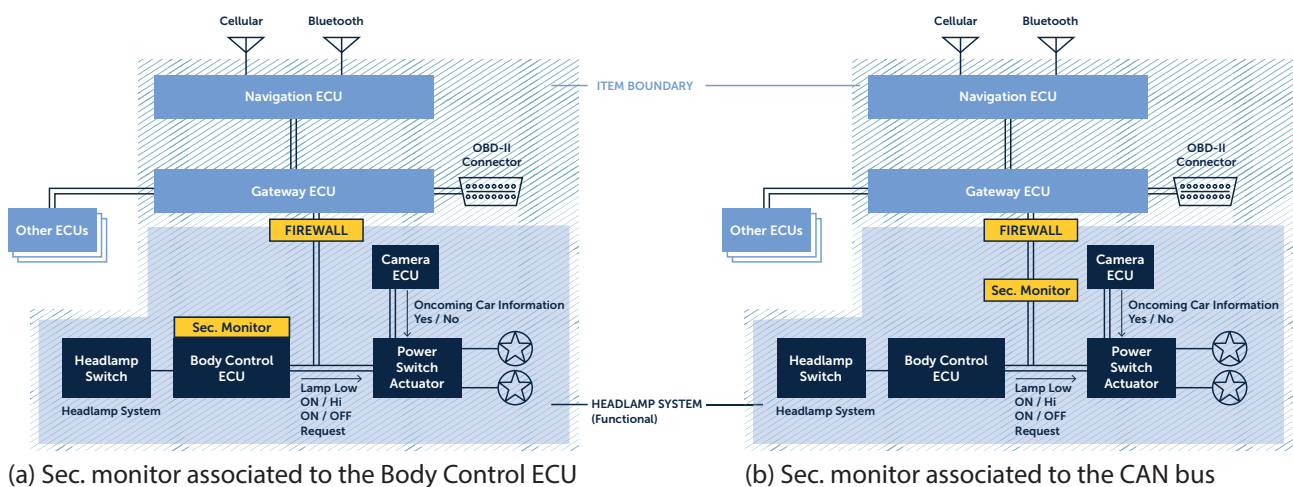 Cellular
Bluetooth
Navigation ECU
OBD-II
Connector
Gateway ECU
Other ECUs
FIREWALL
Camera
ECU
Oncoming Car Information
Yes / No
Sec. Monitor
Headlamp
Switch
Body Control
ECU
Power
Switch
Actuator
Lamp Low
ON / Hi
ON / OFF
Request
Headlamp System
ITEM BOUNDARY
HEADLAMP SYSTEM
(Functional)
Cellular
Bluetooth
Navigation ECU
OBD-II
Connector
Gateway ECU
Other ECUs
FIREWALL
Camera
ECU
Sec. Monitor
Oncoming Car Information
Yes / No
Headlamp
Switch
Body Control
ECU
Power
Switch
Actuator
Lamp Low
ON / Hi
ON / OFF
Request
Headlamp System
(a) Sec. monitor associated to the Body Control ECU
(b) Sec. monitor associated to the CAN bus